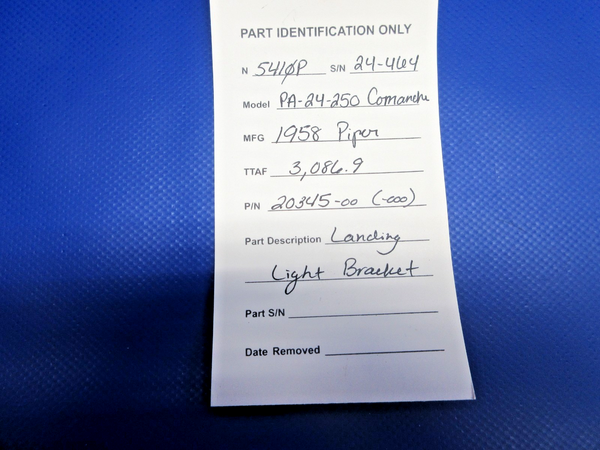 PART IDENTIFICATION ONLY
N 5410P S/N 24-464
Model PA-24-250 Comanche
MFG 1958 Piper
TTAF 3,086.9
P/N 20345-00 (-000)
Part Description Landing
Light Bracket
Part S/N
Date Removed